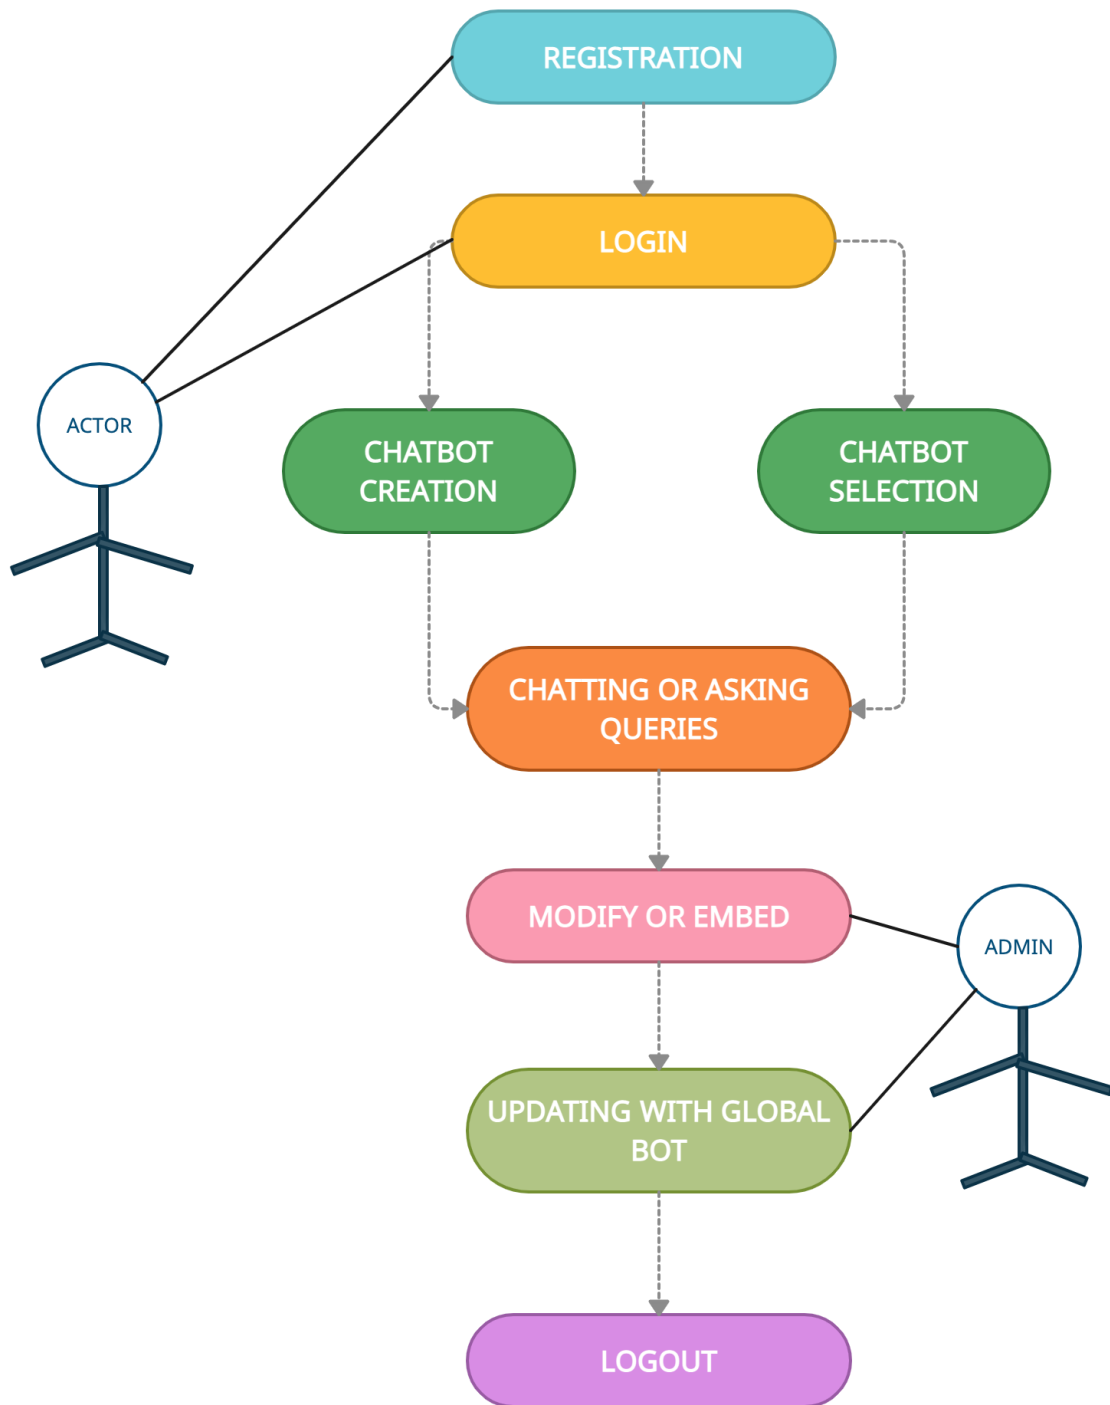 REGISTRATION
LOGIN
ACTOR
CHATBOT
CREATION
CHATBOT
SELECTION
CHATTING OR ASKING
QUERIES
MODIFY OR EMBED
ADMIN
UPDATING WITH GLOBAL
BOT
LOGOUT